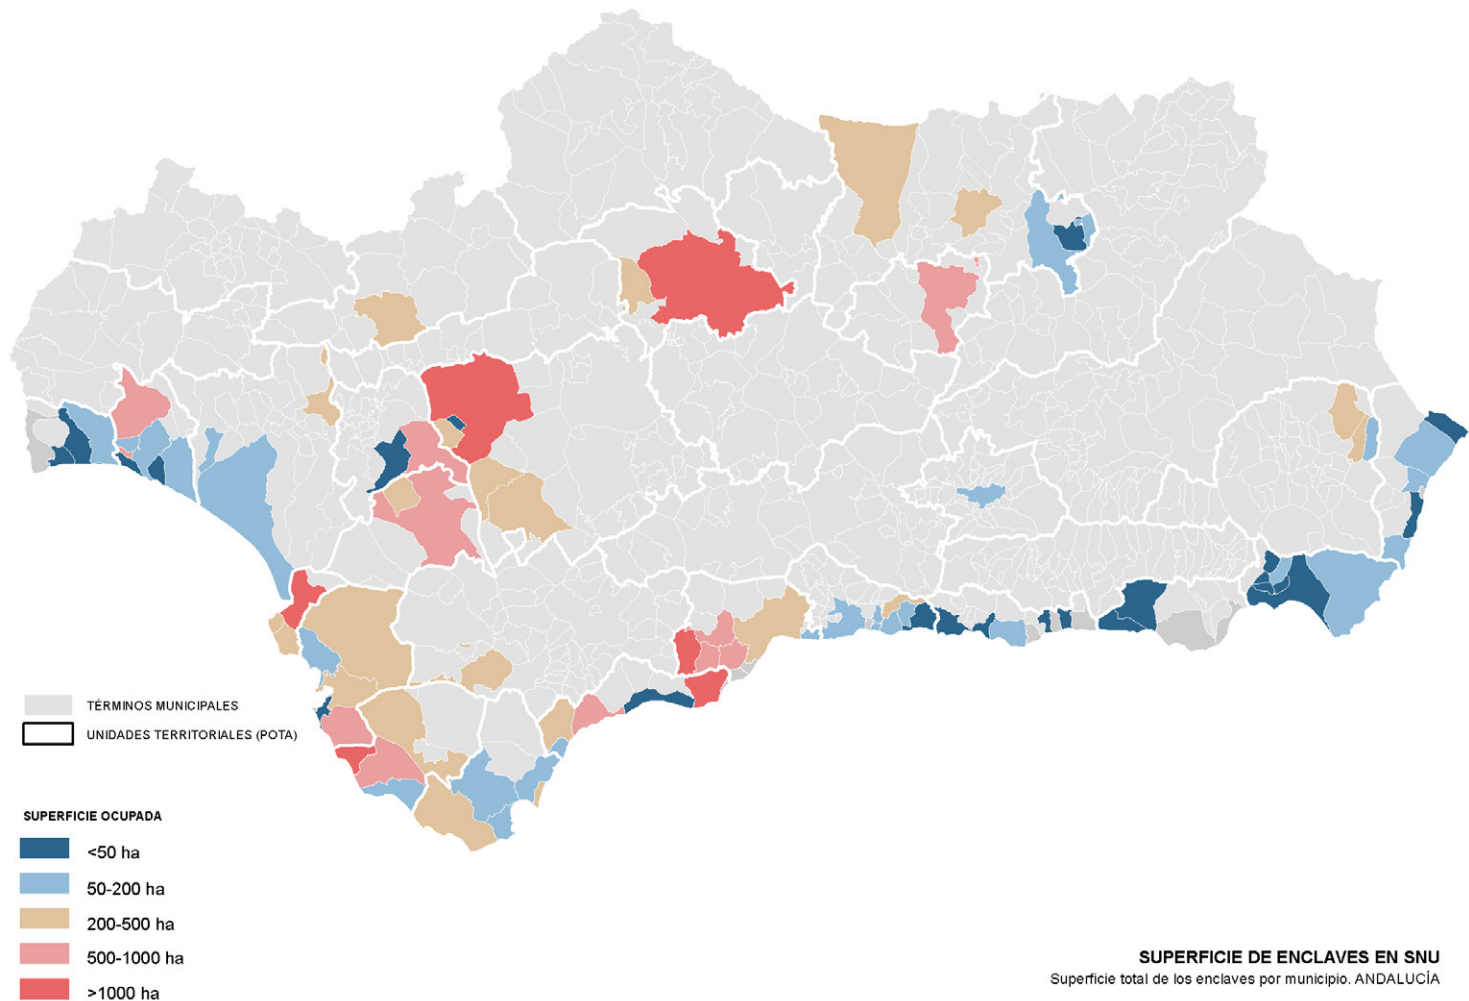 TÉRMINOS MUNICIPALES
UNIDADES TERRITORIALES (POTA)
SUPERFICIE OCUPADA
<50 ha
50-200 ha
200-500 ha
500-1000 ha
>1000 ha
SUPERFICIE DE ENCLAVES EN SNU
Superficie total de los enclaves por municipio. ANDALUCÍA